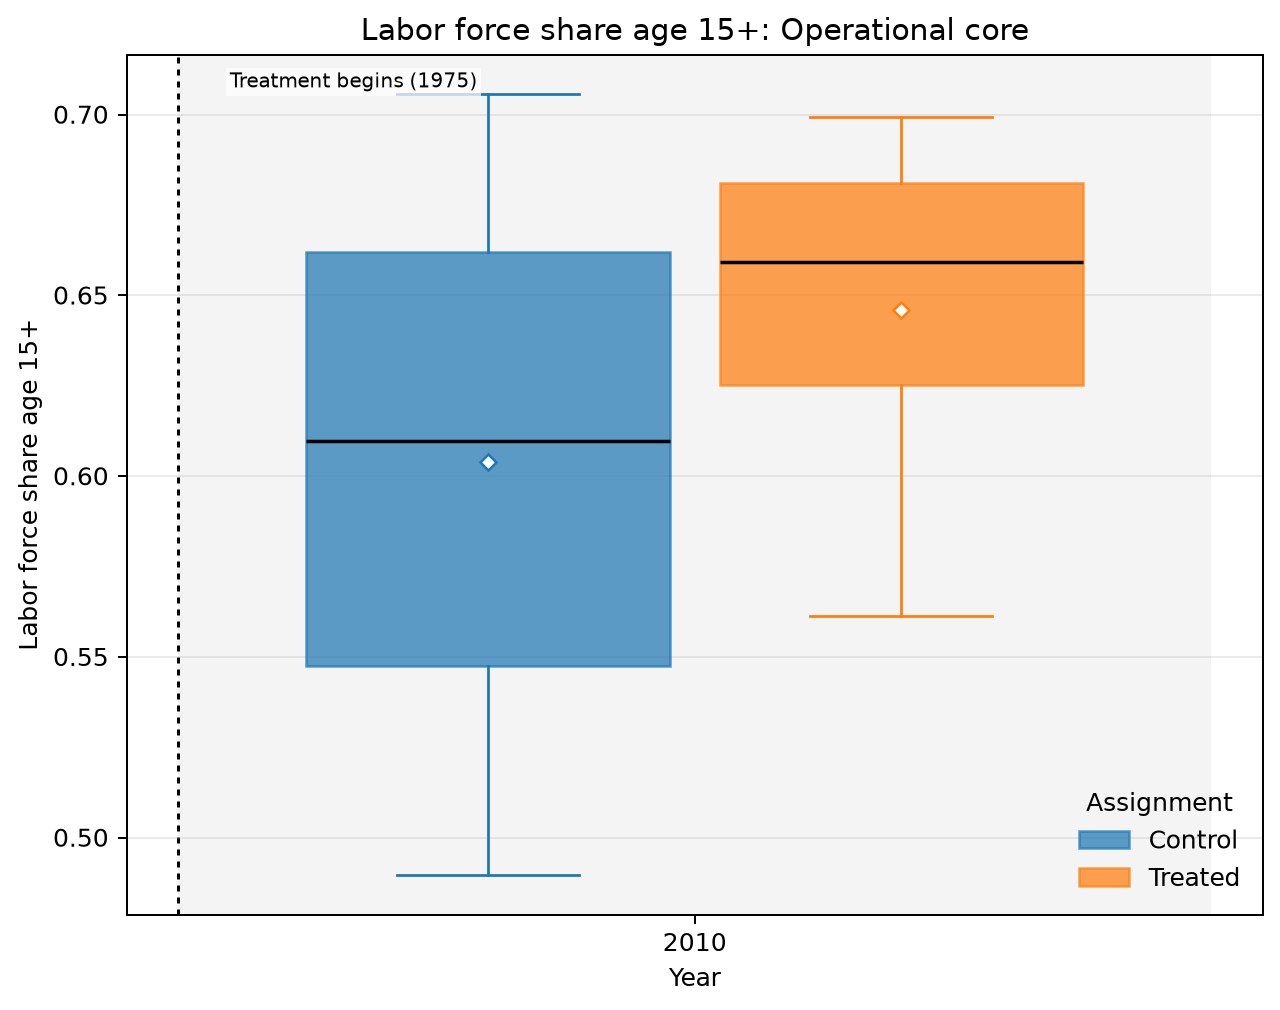 Labor force share age 15+: Operational core
Treatment begins (1975)
0.70
0.65
0.60
0.55
0.50
Labor force share age 15+
Assignment
Control
Treated
2010
Year